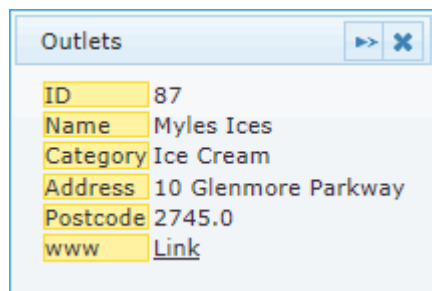 Outlets
ID 87
Name Myles Ices
Category Ice Cream
Address 10 Glenmore Parkway
Postcode 2745.0
www Link